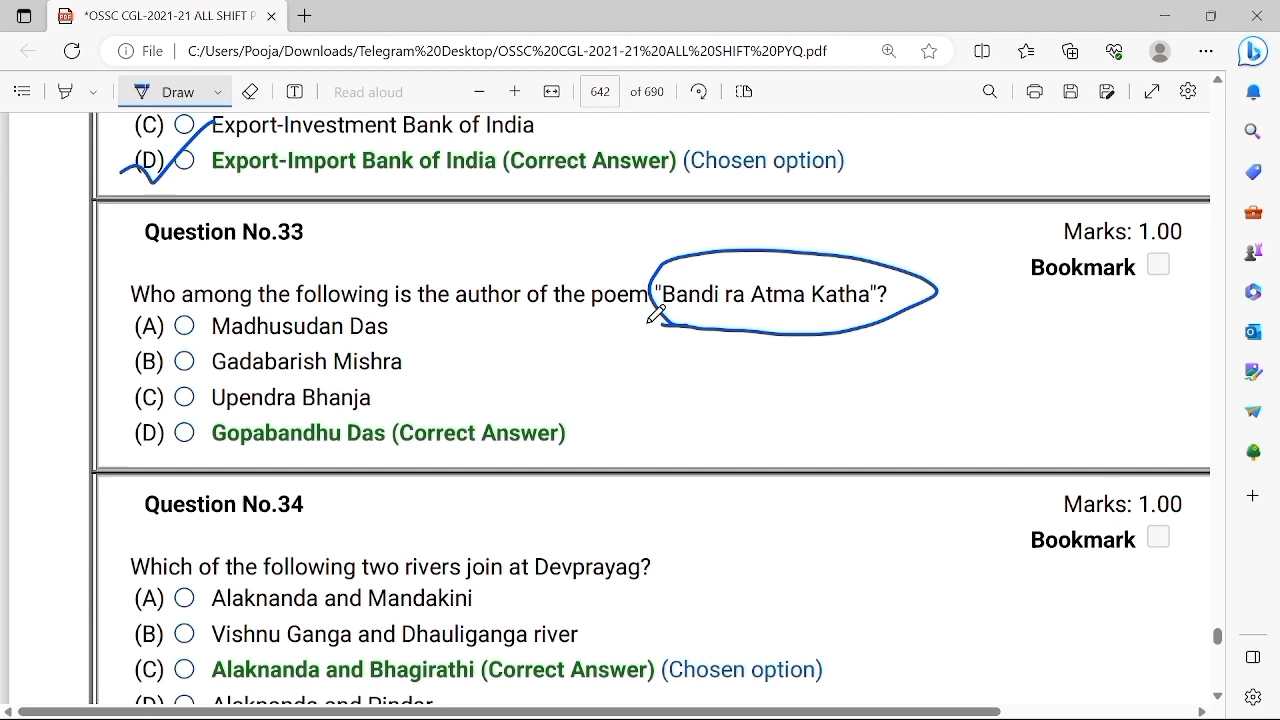 *OSSC CGL-2021-21 ALL SHIFT P
File | C:/Users/Pooja/Downloads/Telegram%20Desktop/OSSC%20CGL-2021-21%20ALL%20SHIFT%20PYQ.pdf
Draw Read aloud 642 of 690
(C) Export-Investment Bank of India
(D) Export-Import Bank of India (Correct Answer) (Chosen option)
Question No.33 Marks: 1.00
Bookmark
Who among the following is the author of the poem "Bandi ra Atma Katha"?
(A) Madhusudan Das
(B) Gadabarish Mishra
(C) Upendra Bhanja
(D) Gopabandhu Das (Correct Answer)
Question No.34 Marks: 1.00
Bookmark
Which of the following two rivers join at Devprayag?
(A) Alaknanda and Mandakini
(B) Vishnu Ganga and Dhauliganga river
(C) Alaknanda and Bhagirathi (Correct Answer) (Chosen option)
(D) Alaknanda and Pindar